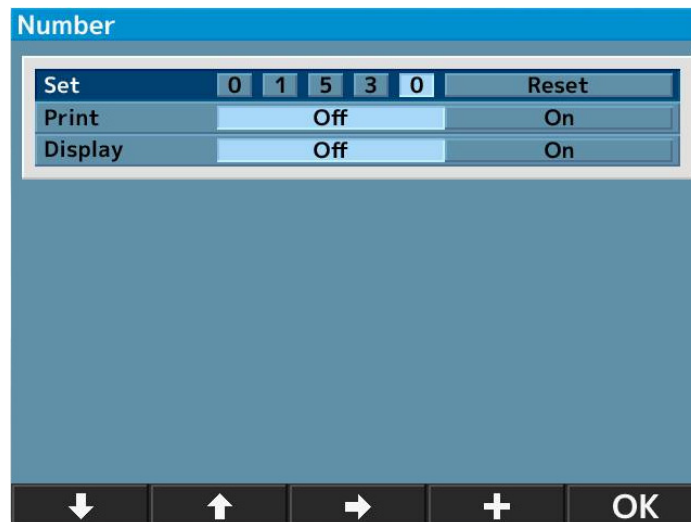 Number
Set 0 1 5 3 0 Reset
Print Off On
Display Off On
OK